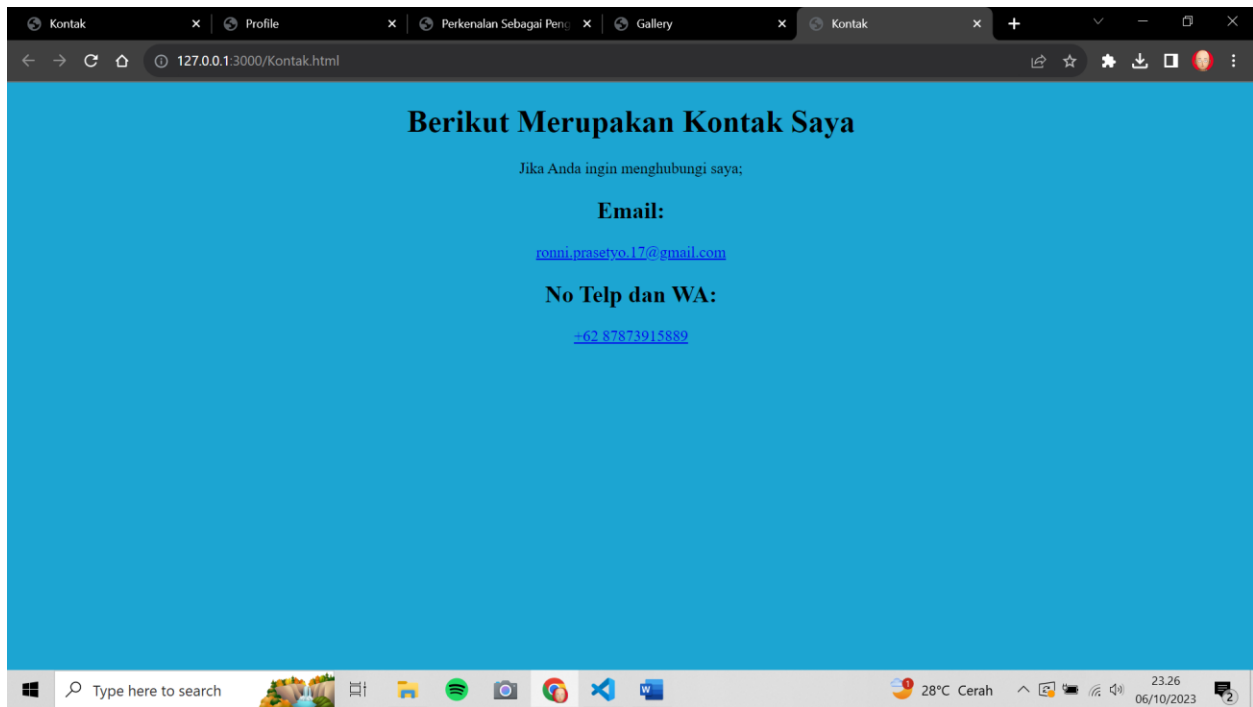 Kontak
Profile
Perkenalan Sebagai Peng
Gallery
Kontak
127.0.0.1:3000/Kontak.html
Berikut Merupakan Kontak Saya
Jika Anda ingin menghubungi saya;
Email:
ronni.prasetyo.17@gmail.com
No Telp dan WA:
+62 87873915889
Type here to search
1
28°C Cerah
23.26
06/10/2023
2